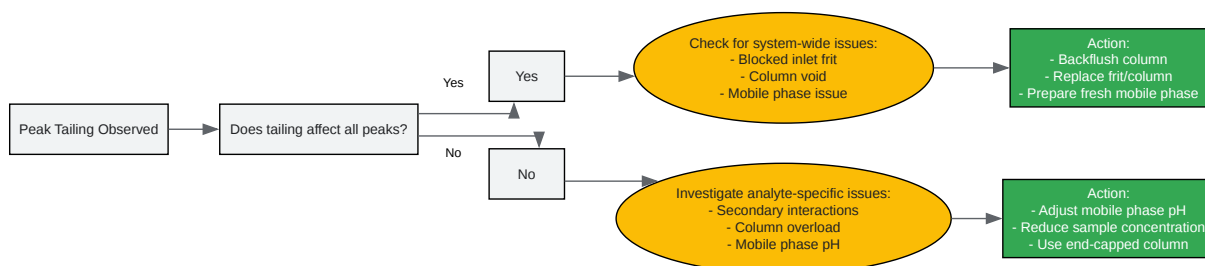 Peak Tailing Observed
Does tailing affect all peaks?
Yes
Yes
Check for system-wide issues:
- Blocked inlet frit
- Column void
- Mobile phase issue
Action:
- Backflush column
- Replace frit/column
- Prepare fresh mobile phase
No
No
Investigate analyte-specific issues:
- Secondary interactions
- Column overload
- Mobile phase pH
Action:
- Adjust mobile phase pH
- Reduce sample concentration
- Use end-capped column